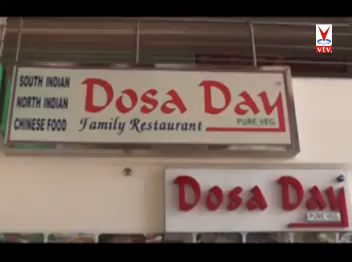 vtv
SOUTH INDIAN
NORTH INDIAN
CHINESE FOOD
Dosa Day
Family Restaurant
PURE VEG
Dosa Day
PURE VEG